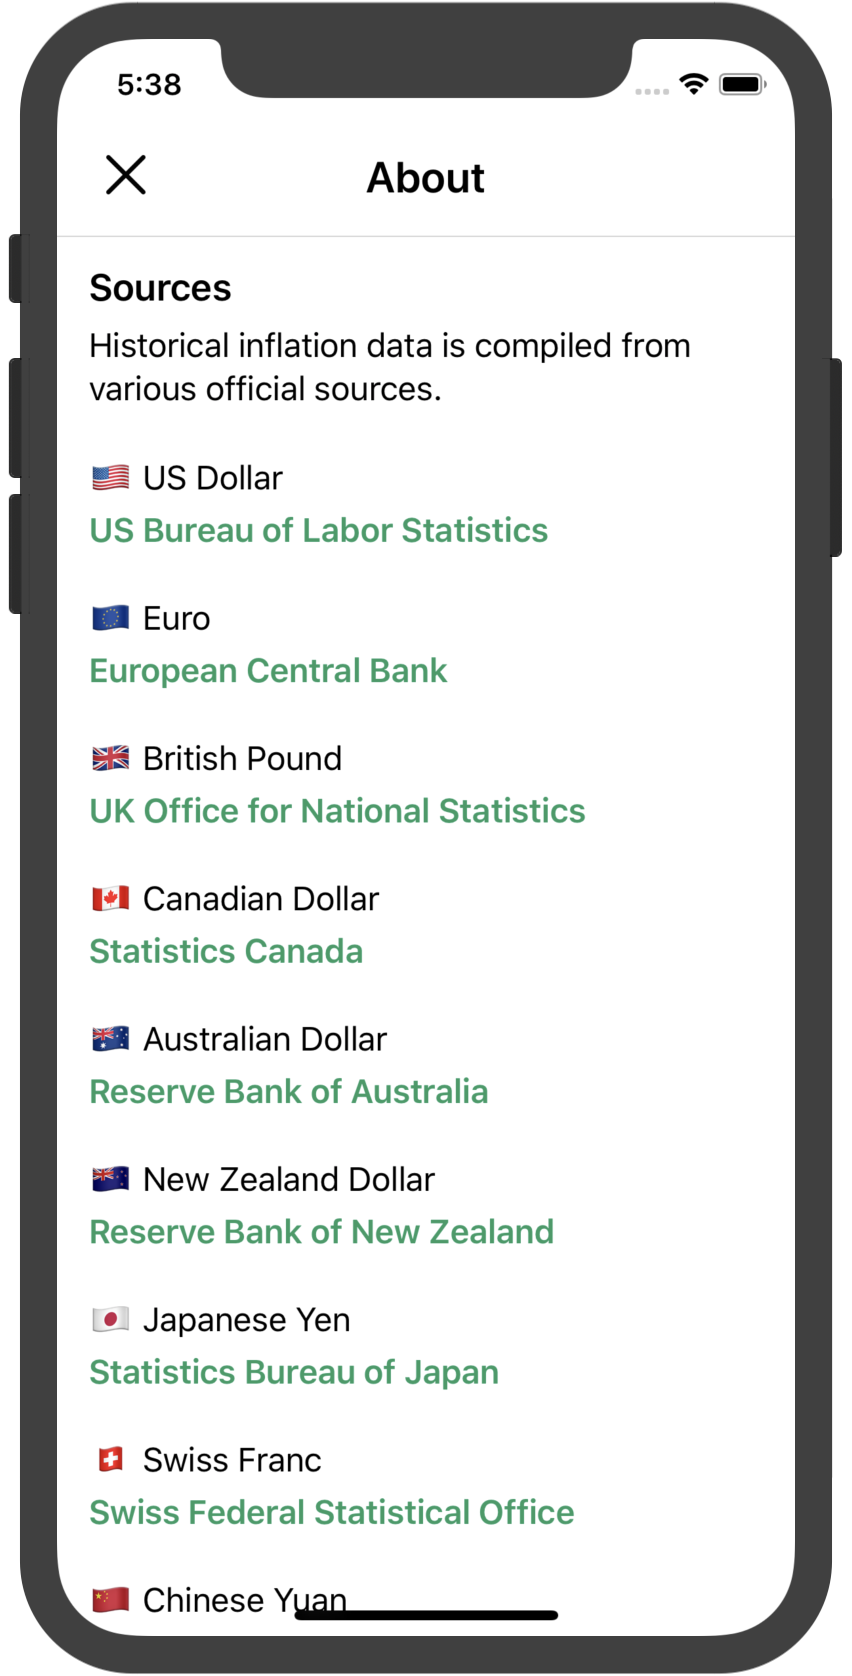 5:38
About
Sources
Historical inflation data is compiled from
various official sources.
🇺🇸 US Dollar
US Bureau of Labor Statistics
🇪🇺 Euro
European Central Bank
🇬🇧 British Pound
UK Office for National Statistics
🇨🇦 Canadian Dollar
Statistics Canada
🇦🇺 Australian Dollar
Reserve Bank of Australia
🇳🇿 New Zealand Dollar
Reserve Bank of New Zealand
🇯🇵 Japanese Yen
Statistics Bureau of Japan
🇨🇭 Swiss Franc
Swiss Federal Statistical Office
🇨🇳 Chinese Yuan